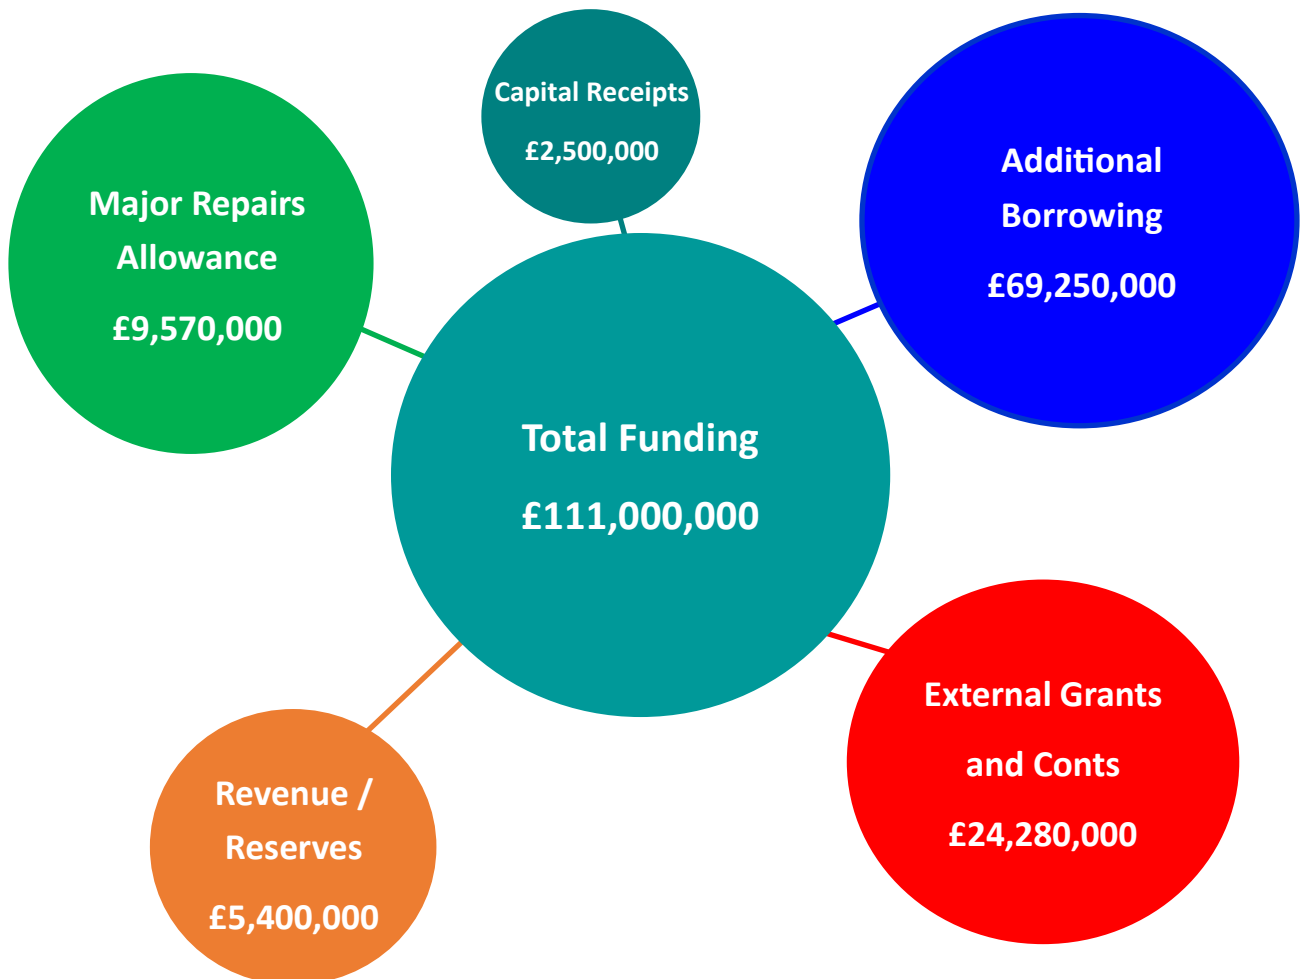 Capital Receipts
£2,500,000
Additional
Borrowing
£69,250,000
Major Repairs
Allowance
£9,570,000
Total Funding
£111,000,000
External Grants
and Conts
£24,280,000
Revenue /
Reserves
£5,400,000